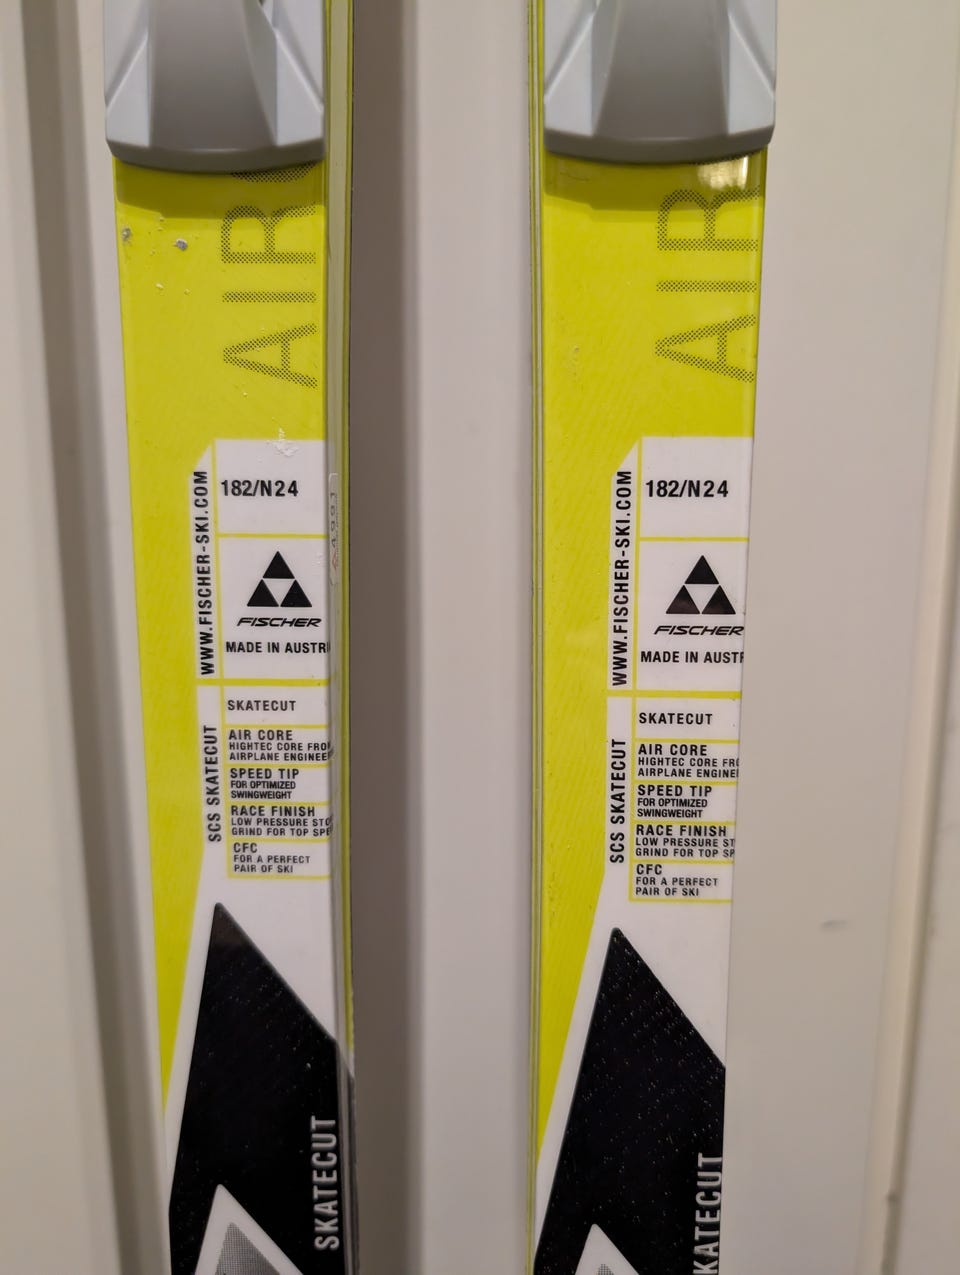 AIR
182/N24
WWW.FISCHER-SKI.COM
FISCHER
MADE IN AUSTRI
SCS SKATECUT
SKATECUT
AIR CORE
HIGHTEC CORE FROM
AIRPLANE ENGINEE
SPEED TIP
FOR OPTIMIZED
SWINGWEIGHT
RACE FINISH
LOW PRESSURE STO
GRIND FOR TOP SPE
CFC
FOR A PERFECT
PAIR OF SKI
SKATECUT
AIR
182/N24
WWW.FISCHER-SKI.COM
FISCHER
MADE IN AUSTR
SCS SKATECUT
SKATECUT
AIR CORE
HIGHTEC CORE FR
AIRPLANE ENGINE
SPEED TIP
FOR OPTIMIZED
SWINGWEIGHT
RACE FINISH
LOW PRESSURE ST
GRIND FOR TOP SP
CFC
FOR A PERFECT
PAIR OF SKI
KATECUT